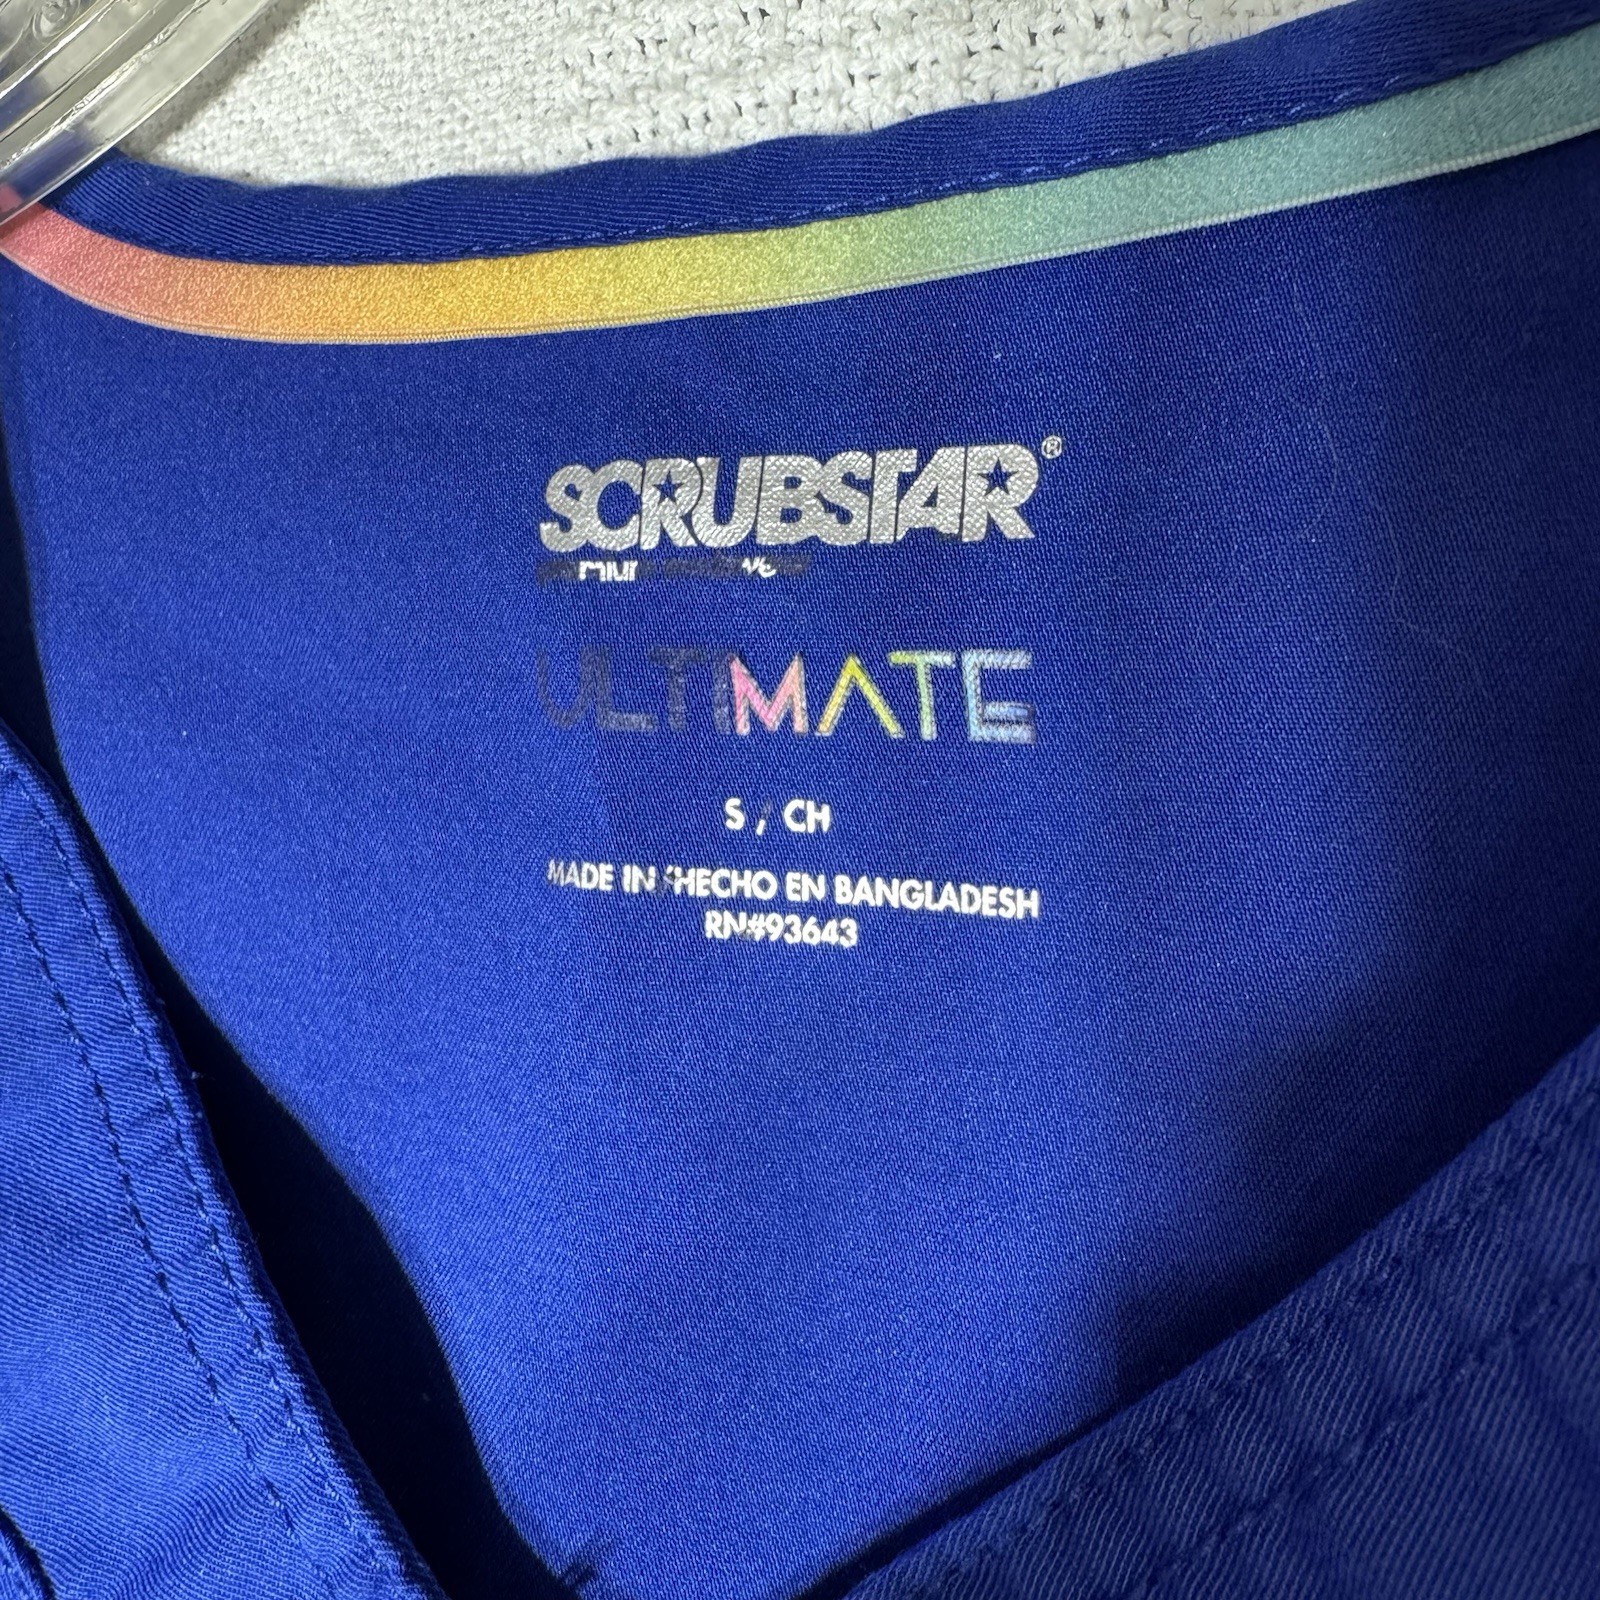 SCRUBSTAR®
ULTIMATE
S / CH
MADE IN / HECHO EN BANGLADESH
RN#93643